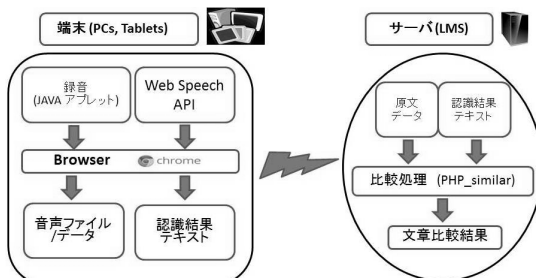 端末 (PCs, Tablets)
録音
(JAVA アプレット)
Web Speech
API
Browser
chrome
音声ファイル
/データ
認識結果
テキスト
サーバ (LMS)
原文
データ
認識結果
テキスト
比較処理 (PHP_similar)
文章比較結果